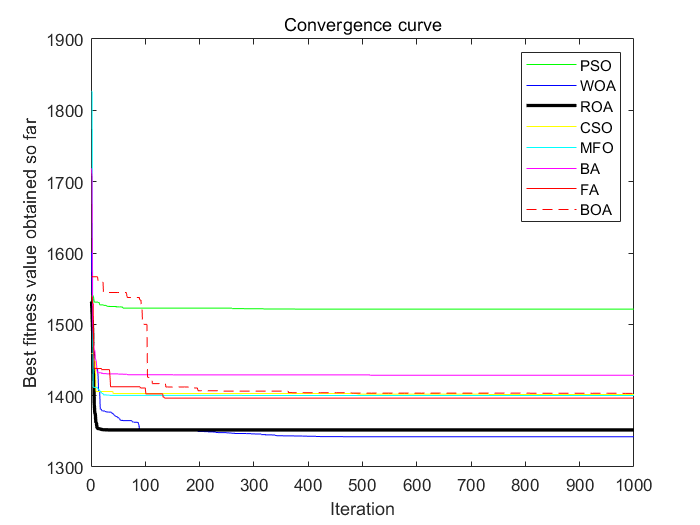 Convergence curve
Best fitness value obtained so far
1900
1800
1700
1600
1500
1400
1300
0 100 200 300 400 500 600 700 800 900 1000
Iteration
PSO
WOA
ROA
CSO
MFO
BA
FA
BOA